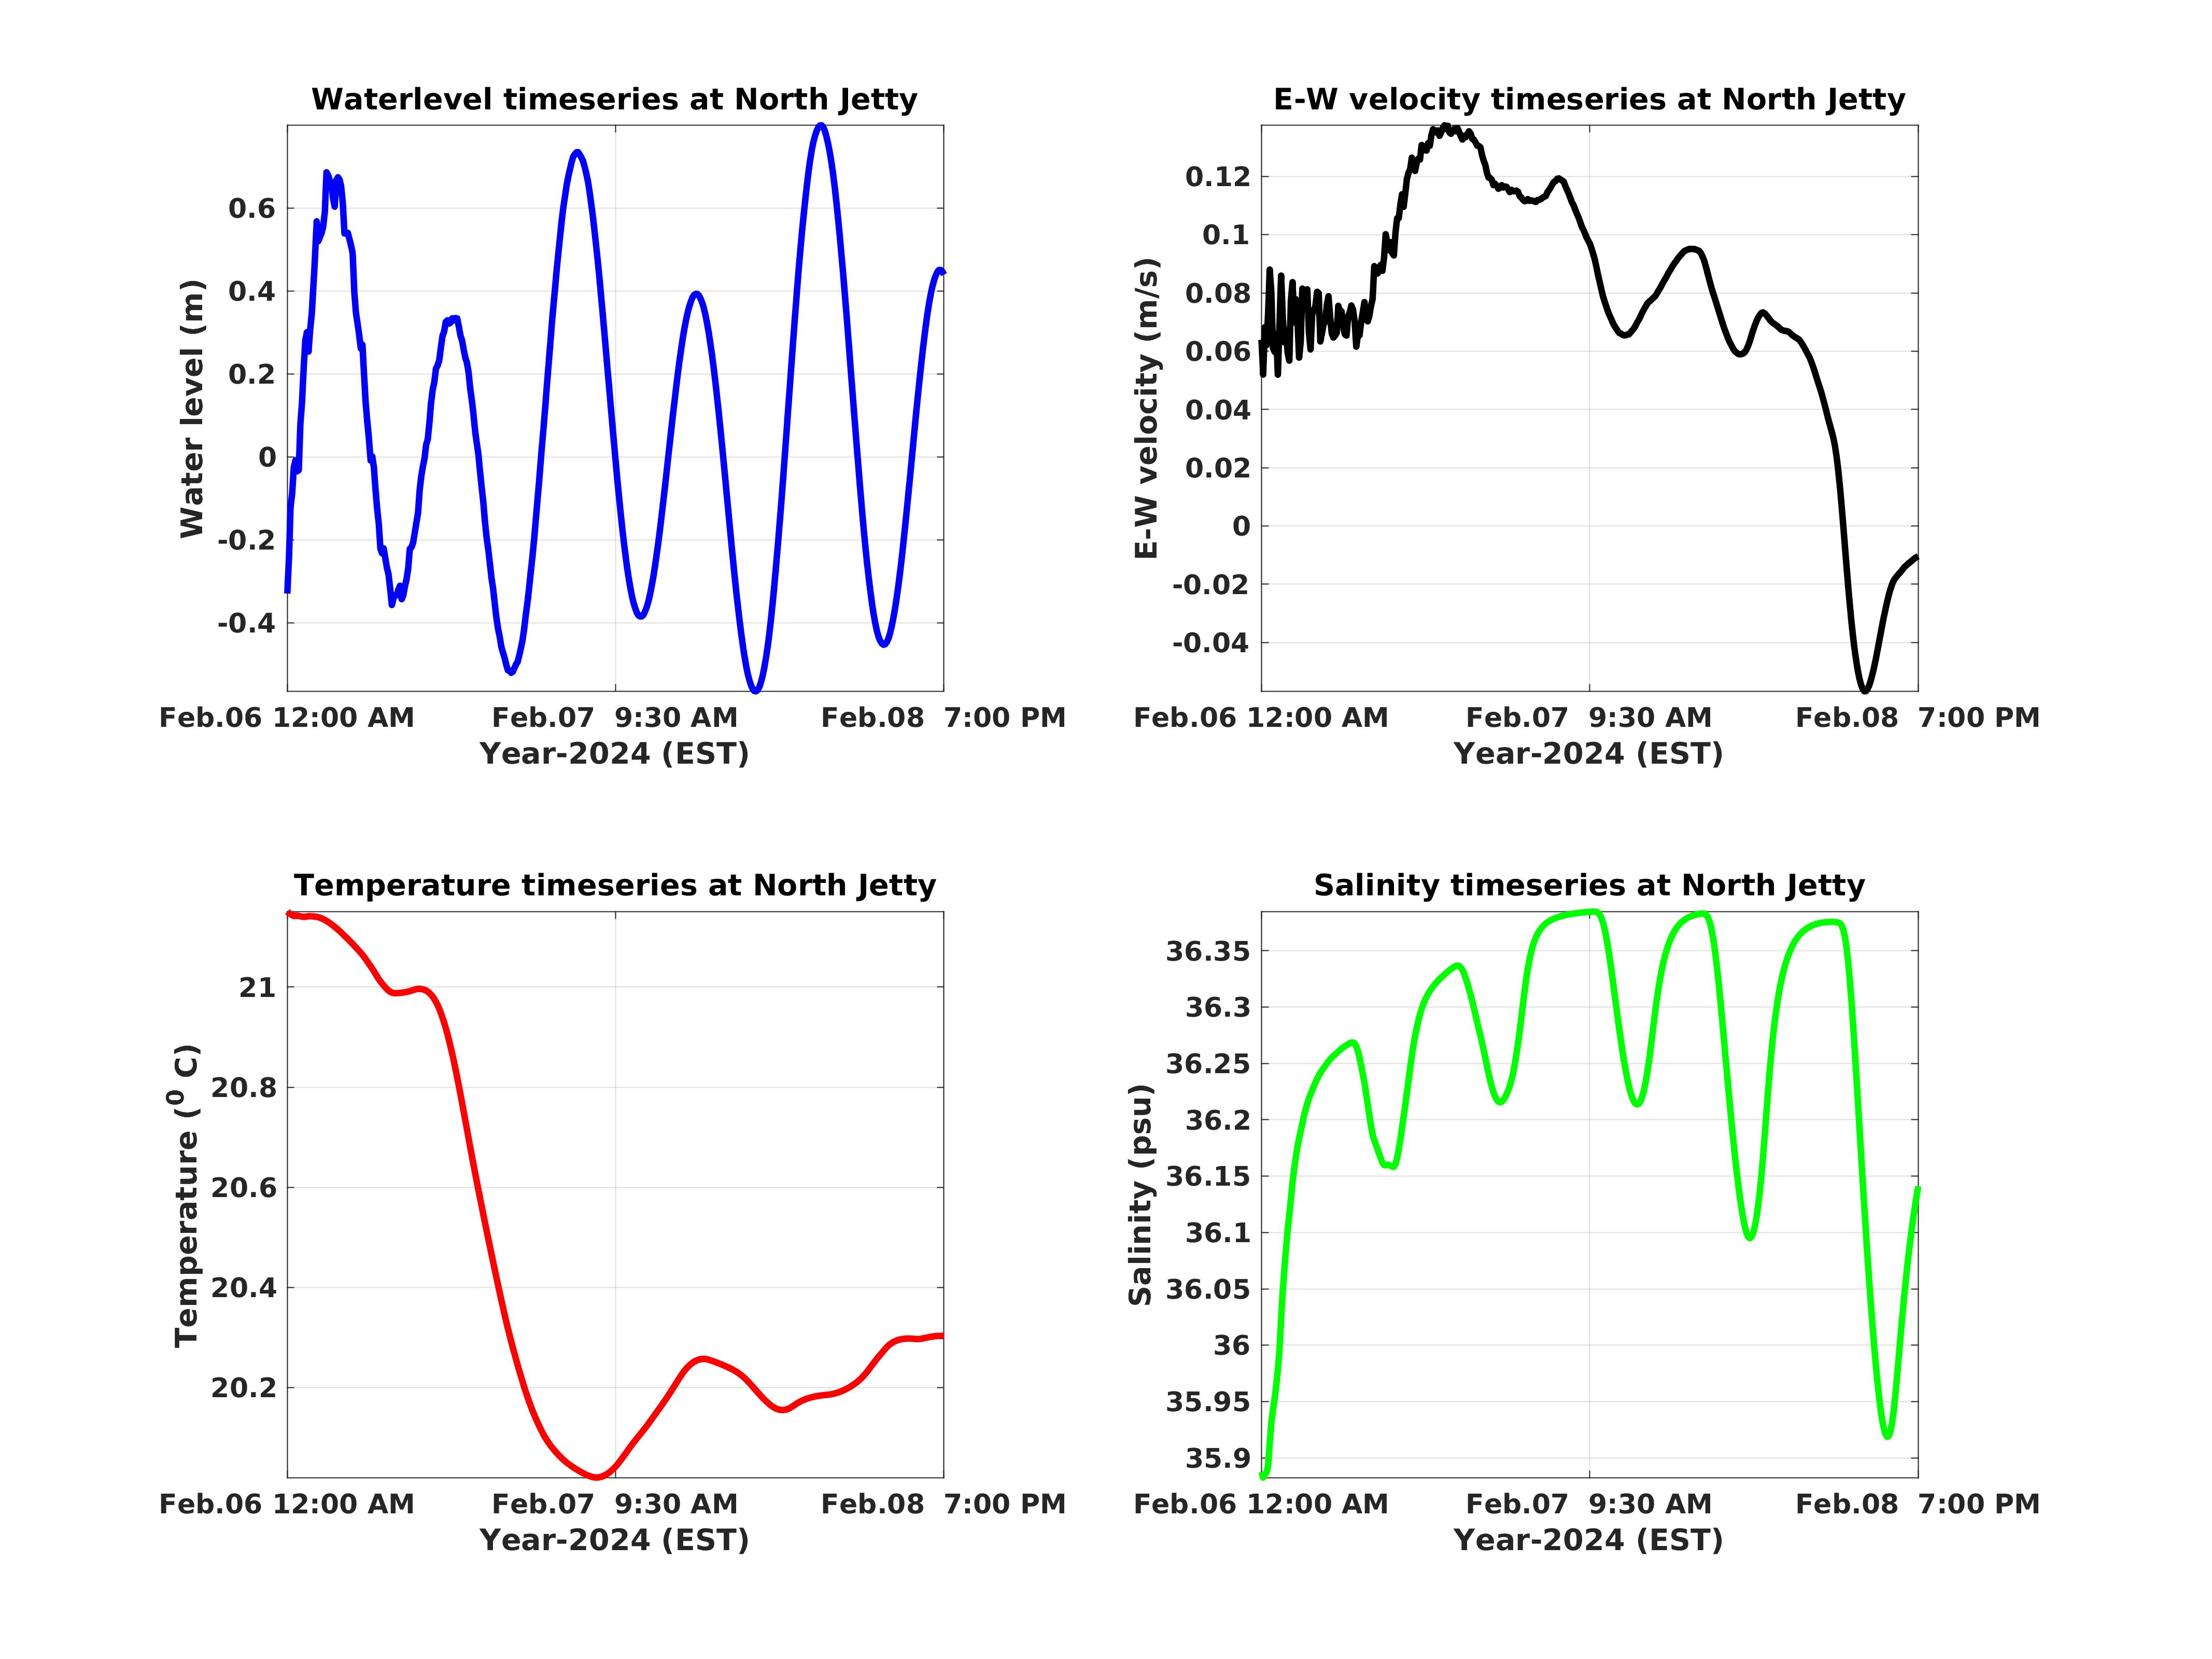 Waterlevel timeseries at North Jetty
Water level (m)
0.6
0.4
0.2
0
-0.2
-0.4
Feb.06 12:00 AM
Feb.07 9:30 AM
Feb.08 7:00 PM
Year-2024 (EST)
E-W velocity timeseries at North Jetty
E-W velocity (m/s)
0.12
0.1
0.08
0.06
0.04
0.02
0
-0.02
-0.04
Feb.06 12:00 AM
Feb.07 9:30 AM
Feb.08 7:00 PM
Year-2024 (EST)
Temperature timeseries at North Jetty
Temperature (⁰ C)
21
20.8
20.6
20.4
20.2
Feb.06 12:00 AM
Feb.07 9:30 AM
Feb.08 7:00 PM
Year-2024 (EST)
Salinity timeseries at North Jetty
Salinity (psu)
36.35
36.3
36.25
36.2
36.15
36.1
36.05
36
35.95
35.9
Feb.06 12:00 AM
Feb.07 9:30 AM
Feb.08 7:00 PM
Year-2024 (EST)